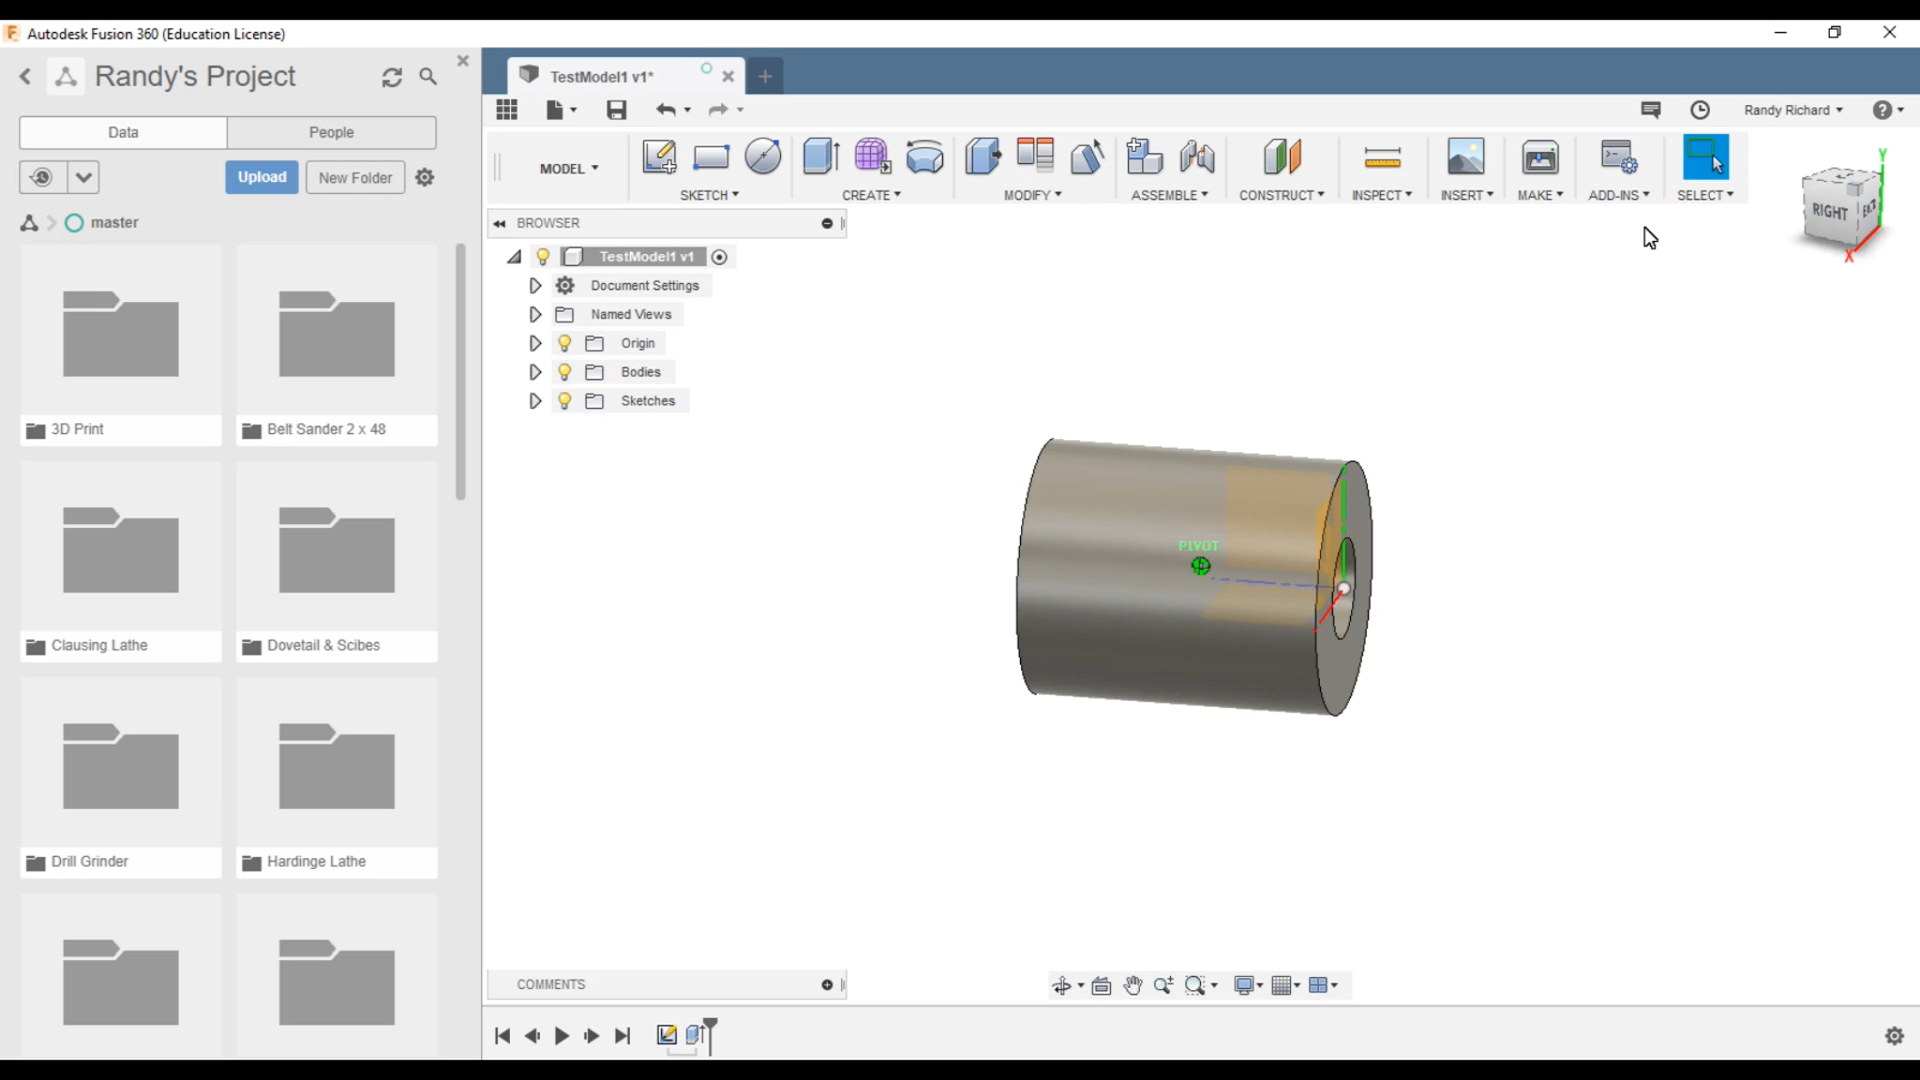 Autodesk Fusion 360 (Education License)
Randy's Project
TestModel1 v1*
Data
People
Randy Richard
Upload
New Folder
MODEL
SKETCH
CREATE
MODIFY
ASSEMBLE
CONSTRUCT
INSPECT
INSERT
MAKE
ADD-INS
SELECT
Y
RIGHT
X
master
BROWSER
TestModel1 v1
Document Settings
Named Views
Origin
Bodies
Sketches
3D Print
Belt Sander 2 x 48
PIVOT
Clausing Lathe
Dovetail & Scibes
Drill Grinder
Hardinge Lathe
COMMENTS